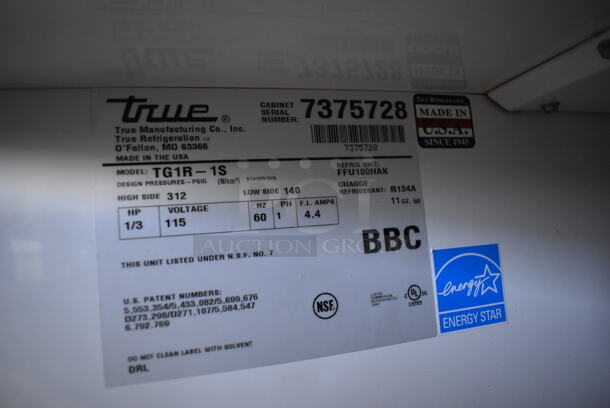 true®
True Manufacturing Co., Inc.
True Refrigeration
O'Fallon, MO 63366
MADE IN THE USA
CABINET SERIAL NUMBER: 7375728
7375728
TRUE REFRIGERATION
MADE IN
U.S.A.
SINCE 1945
MODEL: TG1R-1S
REFRIG UNIT:
FFU100HAK
DESIGN PRESSURES - PSIG
HIGH SIDE 312
LOW SIDE 140
CHARGE
REFRIGERANT: R134A
11 oz.
HP VOLTAGE HZ PH F.L. AMPS
1/3 115 60 1 4.4
AUCTION GROUP
BBC
THIS UNIT LISTED UNDER N.S.F. NO. 7
U.S. PATENT NUMBERS:
5,553,354/5,433,082/5,699,676
D273,298/D271,107/5,584,547
6,792,769
NSF
UL
LISTED
DO NOT CLEAN LABEL WITH SOLVENT
DRL
energy
ENERGY STAR